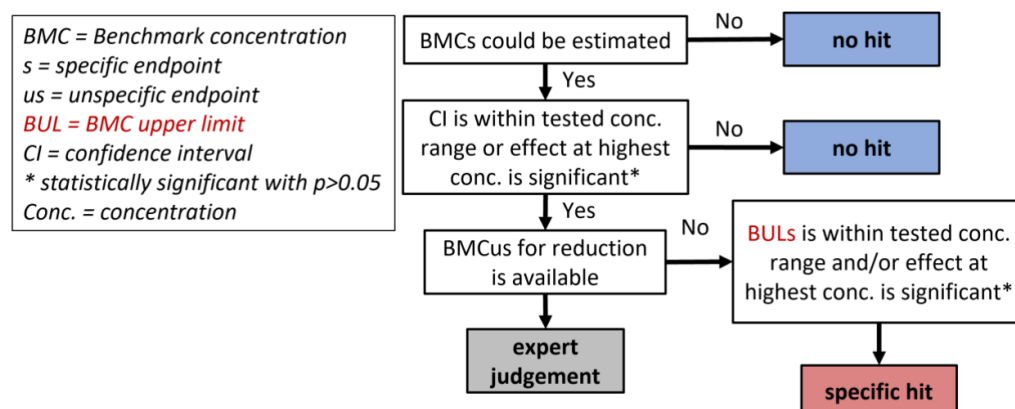 BMC = Benchmark concentration
s = specific endpoint
us = unspecific endpoint
BUL = BMC upper limit
CI = confidence interval
* statistically significant with p>0.05
Conc. = concentration
BMCs could be estimated
No
no hit
Yes
CI is within tested conc.
range or effect at highest
conc. is significant*
No
no hit
Yes
BMCus for reduction
is available
No
BULs is within tested conc.
range and/or effect at
highest conc. is significant*
expert
judgement
specific hit